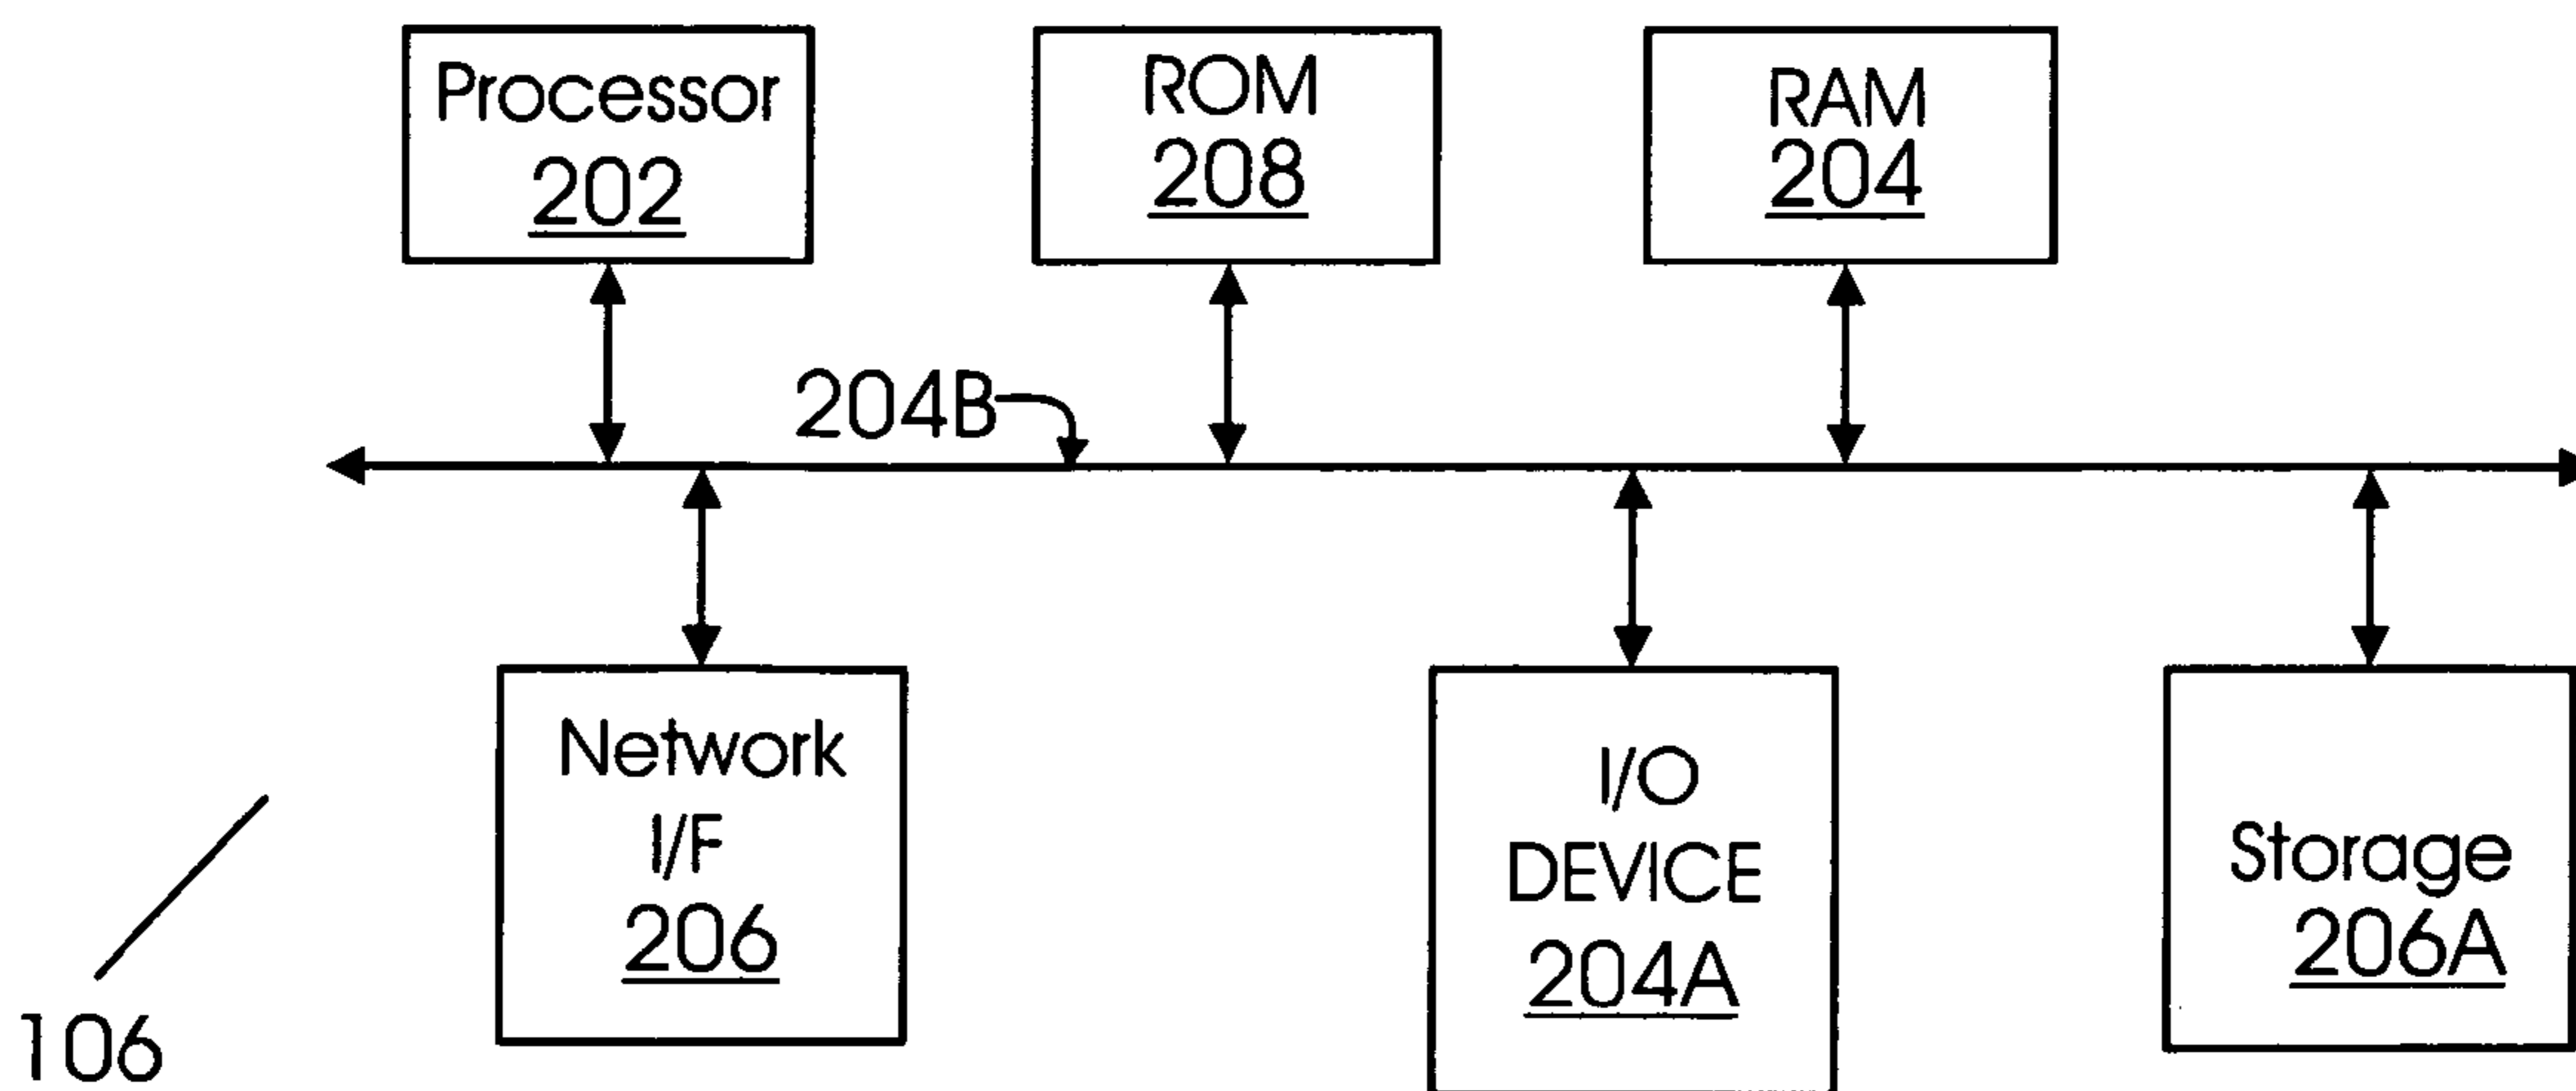 Processor
202
ROM
208
RAM
204
204B
Network
I/F
206
I/O
DEVICE
204A
Storage
206A
106